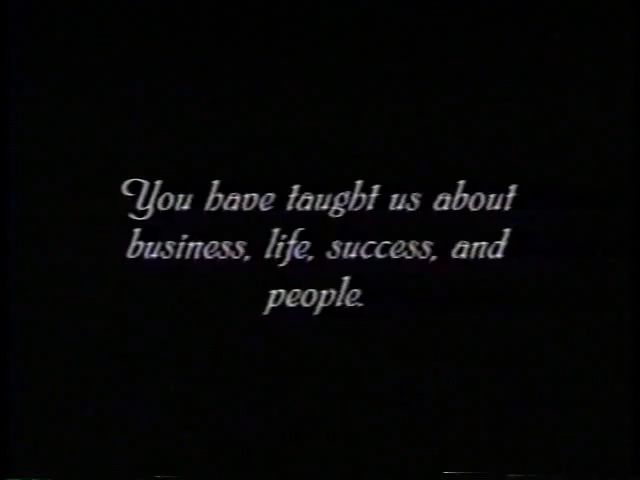 You have taught us about
business, life, success, and
people.